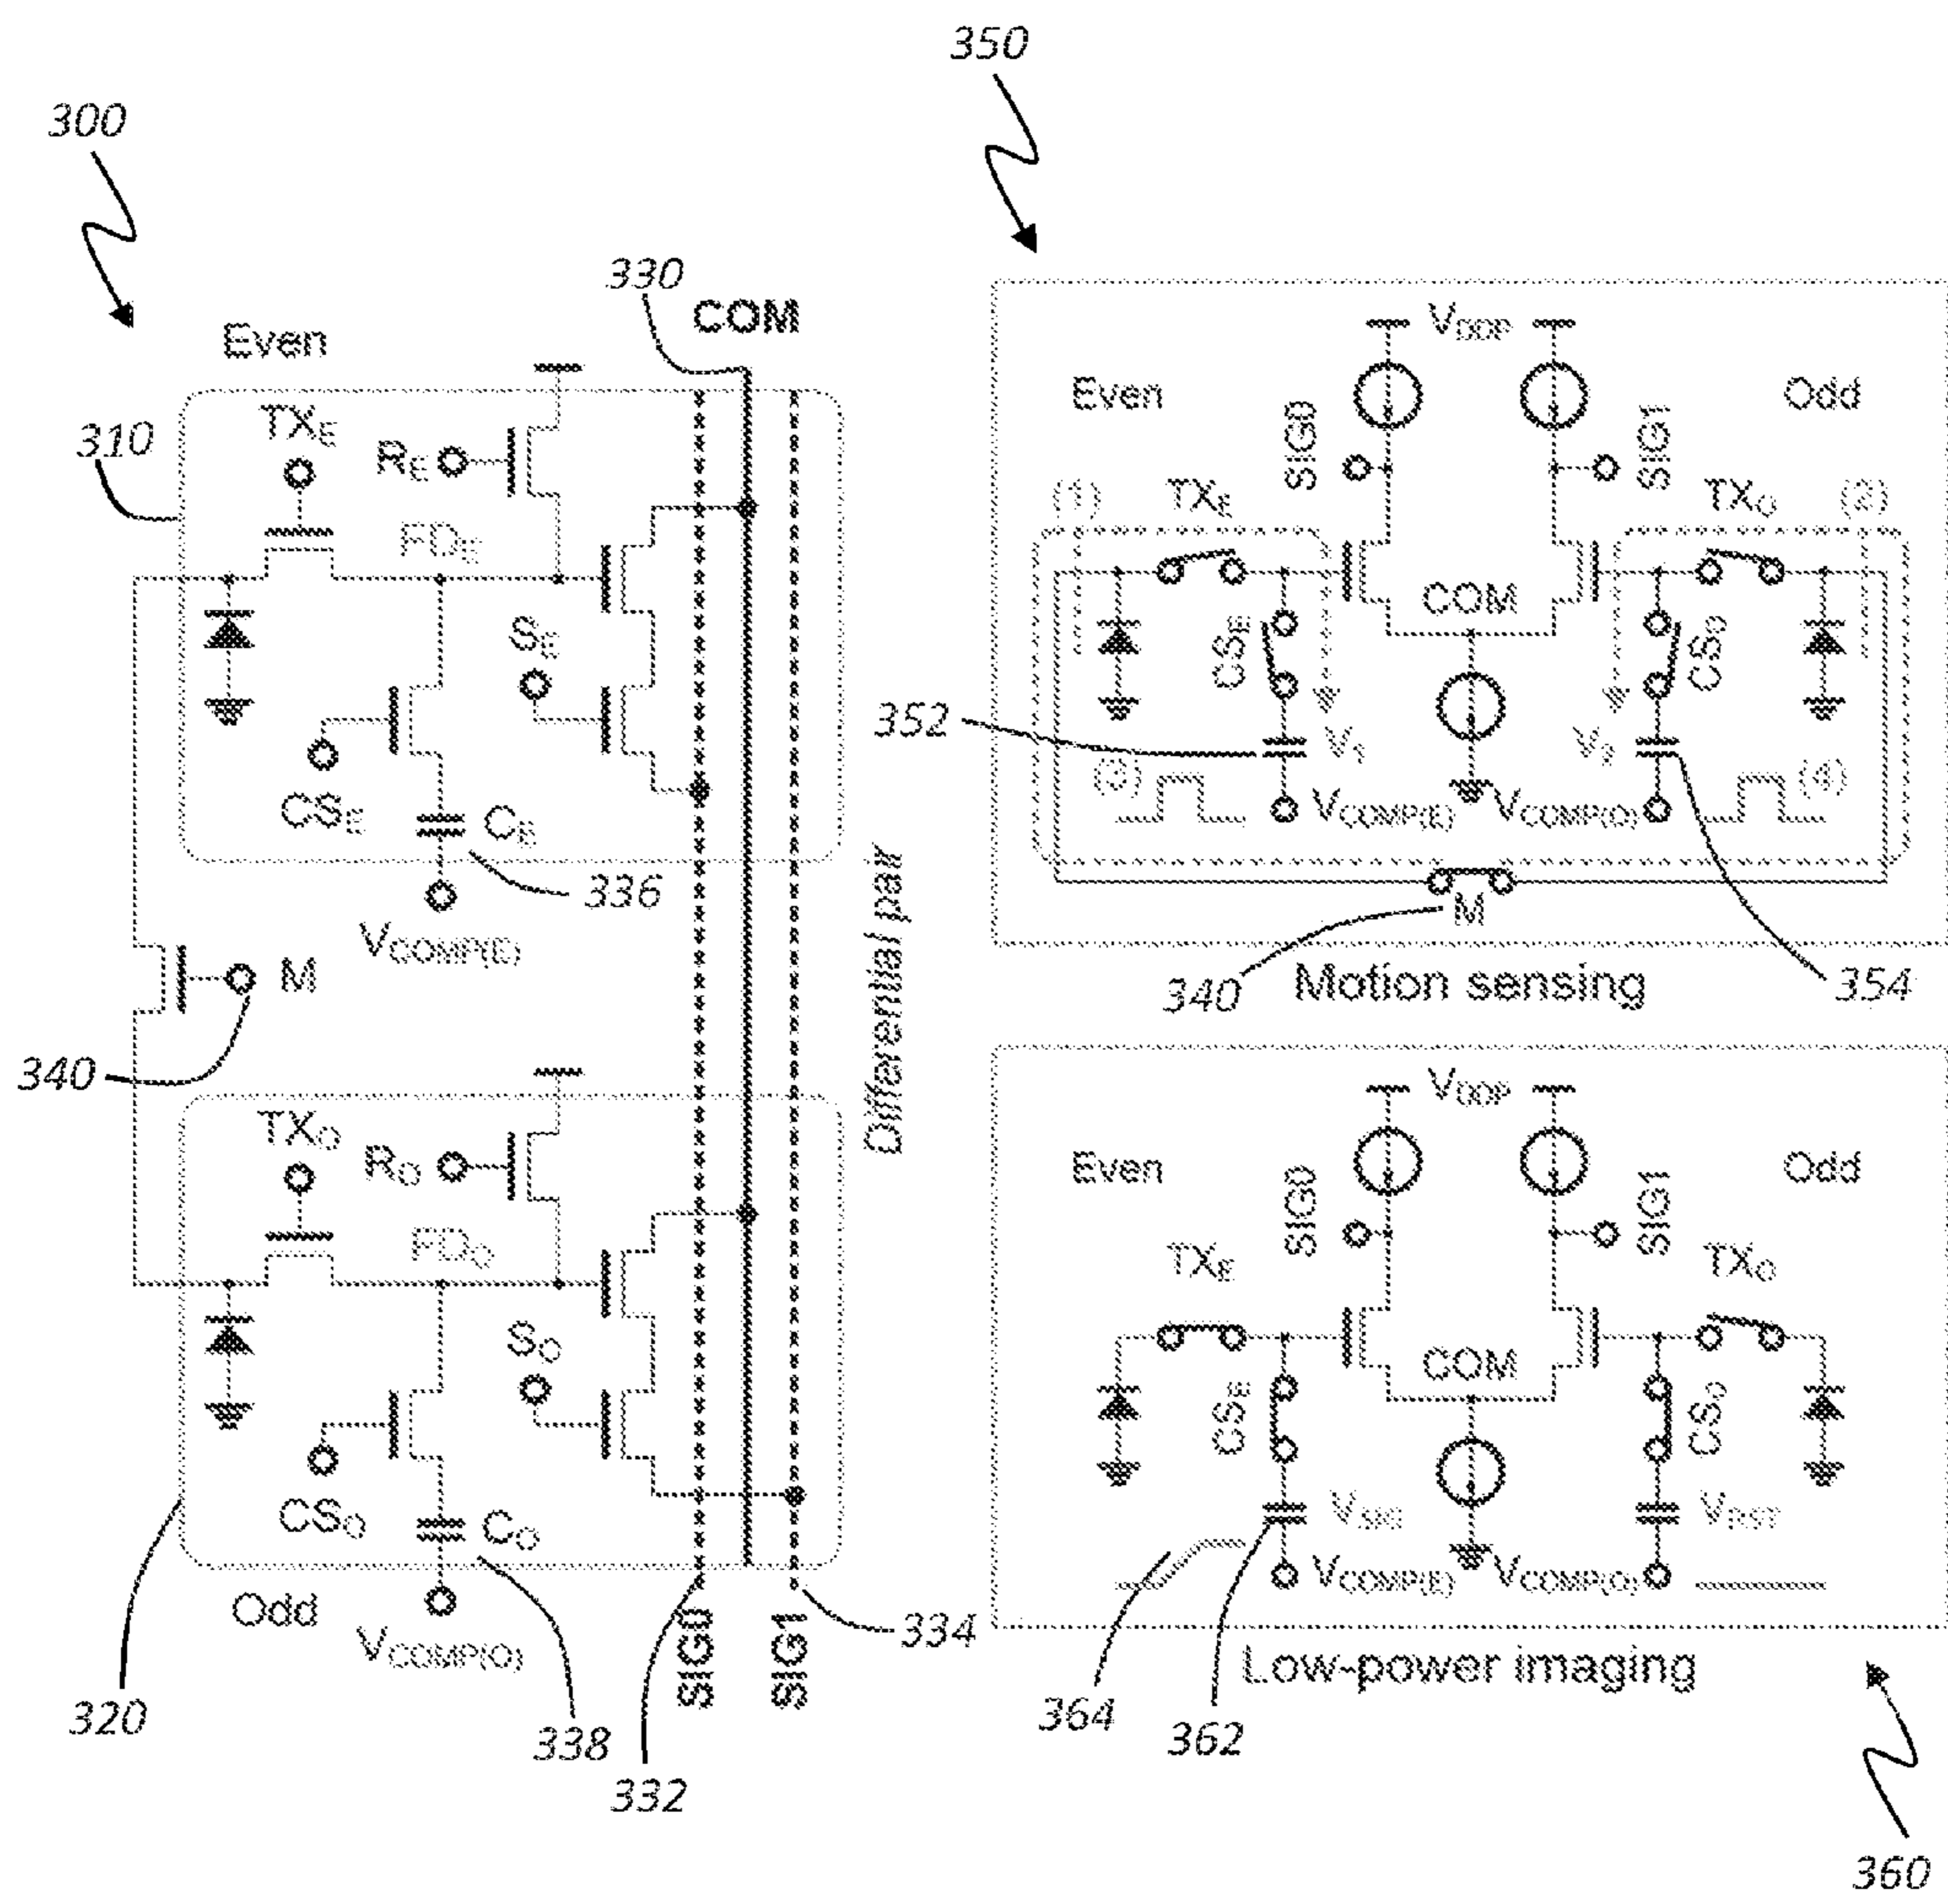 350
300
330
COM
Even
310
TXE
RE
FDE
SE
CSE
CE
336
VCOMP(E)
M
340
Differential pair
TXO
RO
FDO
SO
CSO
CO
Odd
VCOMP(O)
320
338
332
SIG0
SIG1
334
VDDP
Even
Odd
SIG0
SIG1
(1)
TXE
TXO
(2)
COM
CSE
CSO
352
V1
V2
(3)
(4)
VCOMP(E)
VCOMP(O)
M
340
Motion sensing
354
VDDP
Even
Odd
SIG0
SIG1
TXE
TXO
COM
CSE
CSO
VSIG
VRST
VCOMP(E)
VCOMP(O)
Low-power imaging
364
362
360